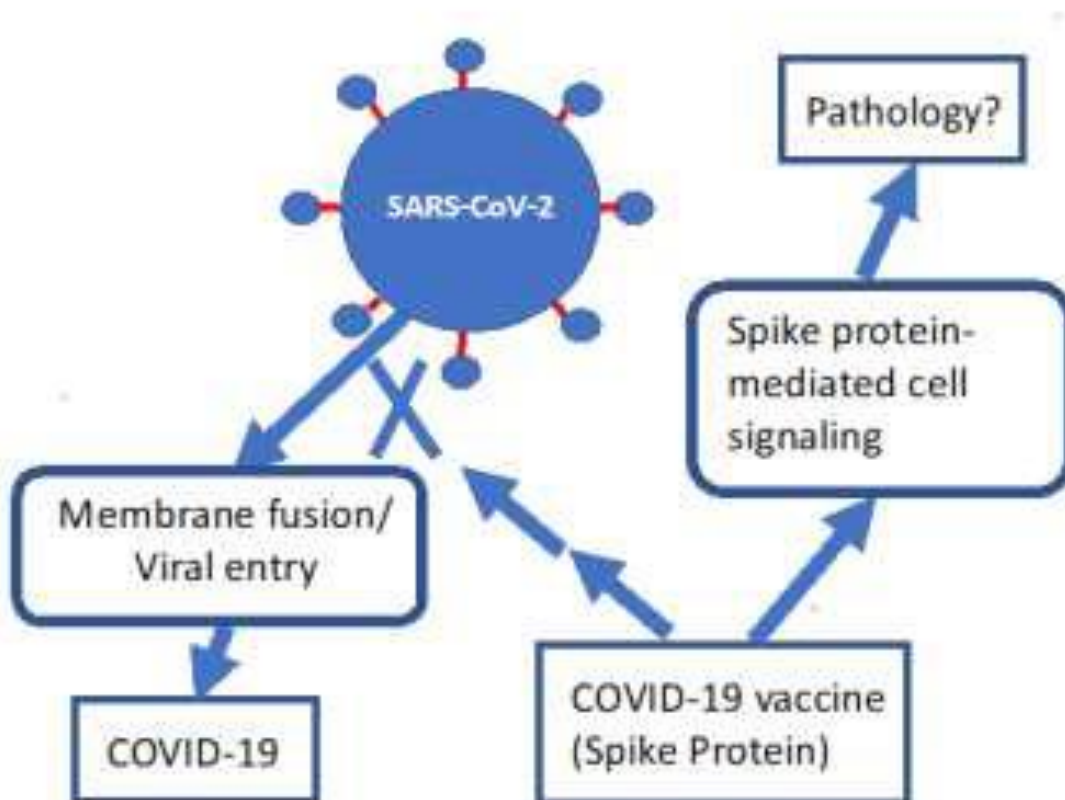 SARS-CoV-2
Pathology?
Spike protein-
mediated cell
signaling
Membrane fusion/
Viral entry
COVID-19
COVID-19 vaccine
(Spike Protein)